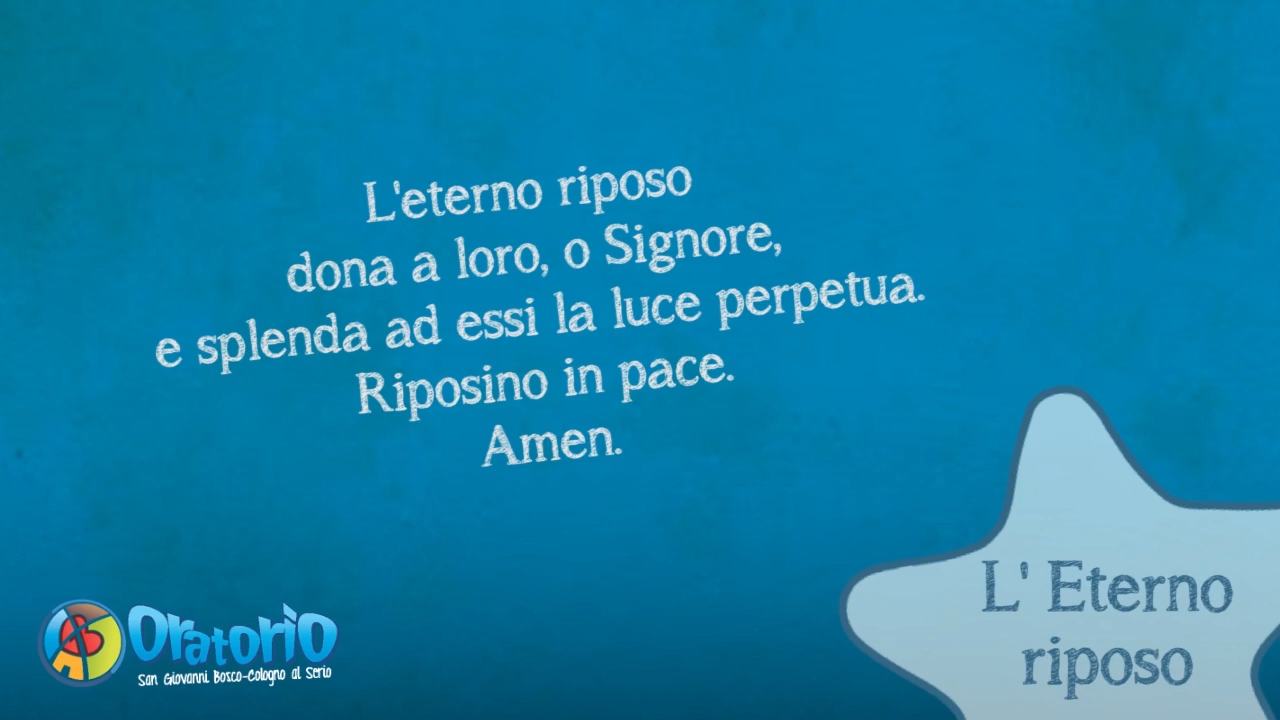 L'eterno riposo
dona a loro, o Signore,
e splenda ad essi la luce perpetua.
Riposino in pace.
Amen.
L' Eterno
riposo
Oratorio
San Giovanni Bosco-Cologno al Serio